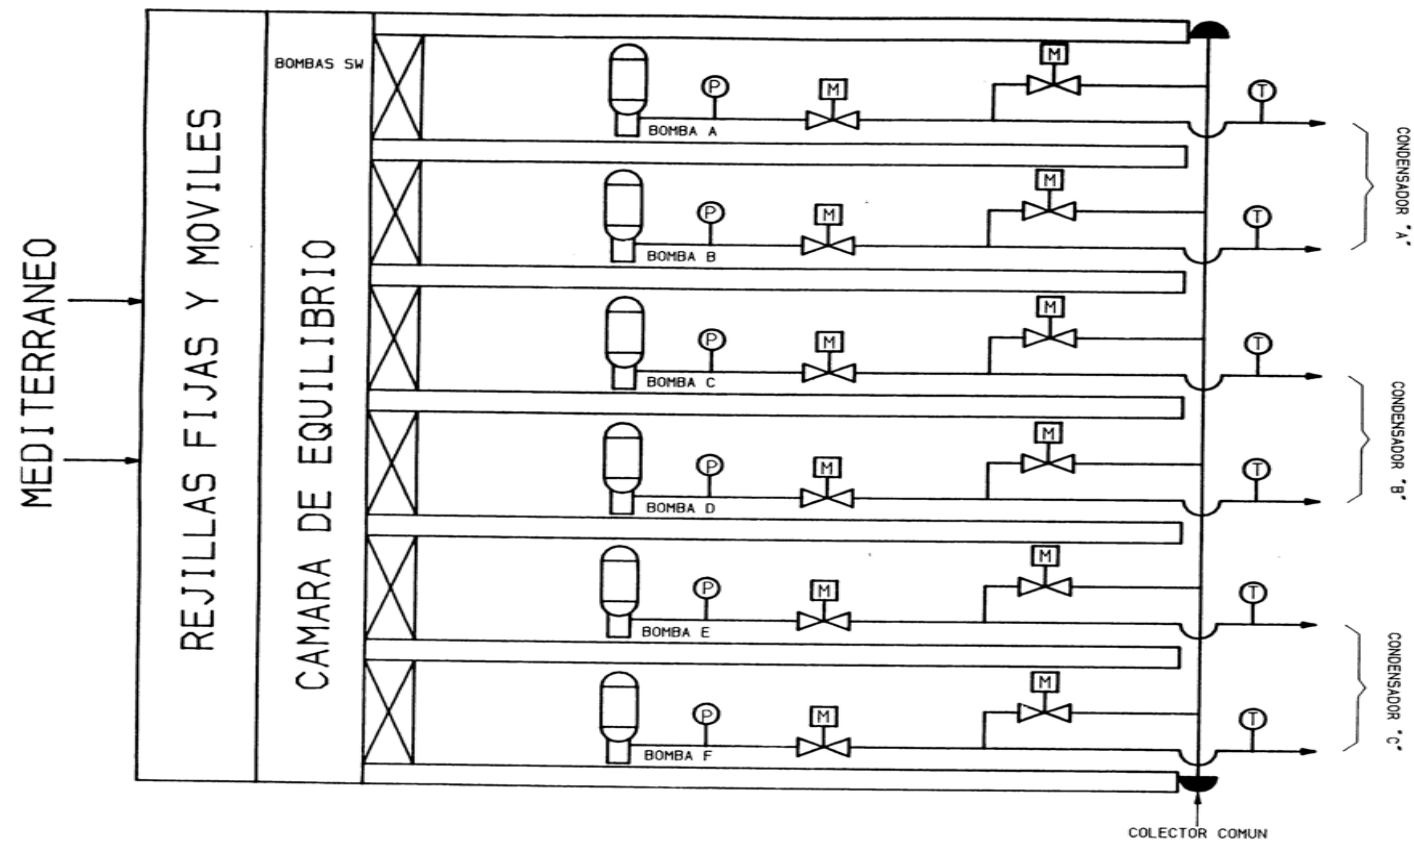 MEDITERRANEO
REJILLAS FIJAS Y MOVILES
CAMARA DE EQUILIBRIO
BOMBAS SW
M
P
M
T
BOMBA A
CONDENSADOR "A"
M
P
M
T
BOMBA B
M
P
M
T
BOMBA C
CONDENSADOR "B"
M
P
M
T
BOMBA D
M
P
M
T
BOMBA E
CONDENSADOR "C"
M
P
M
T
BOMBA F
COLECTOR COMUN